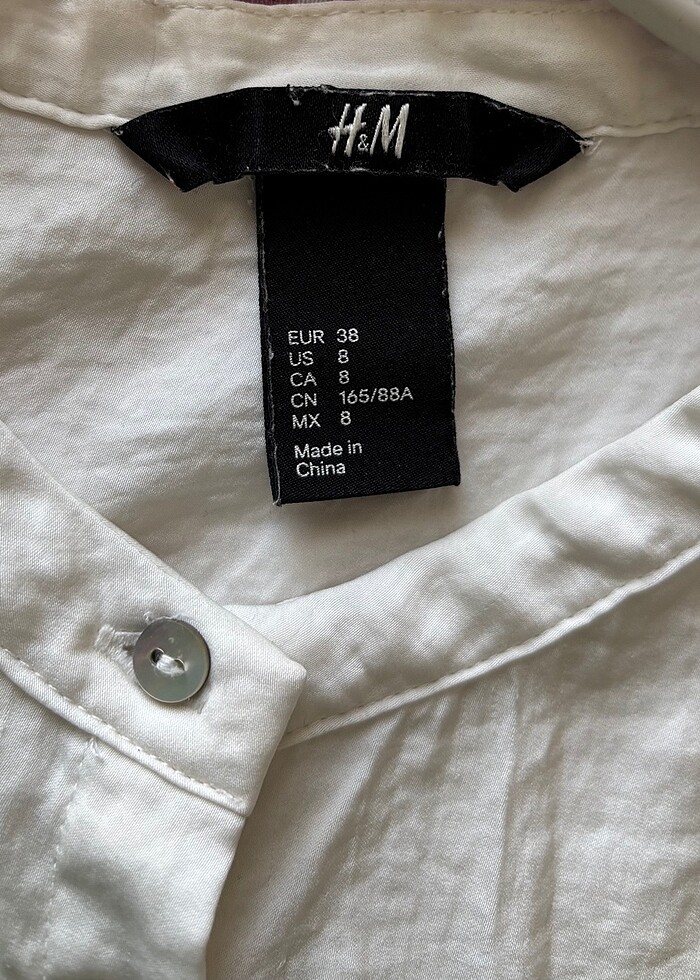 H&M
EUR 38
US 8
CA 8
CN 165/88A
MX 8
Made in
China